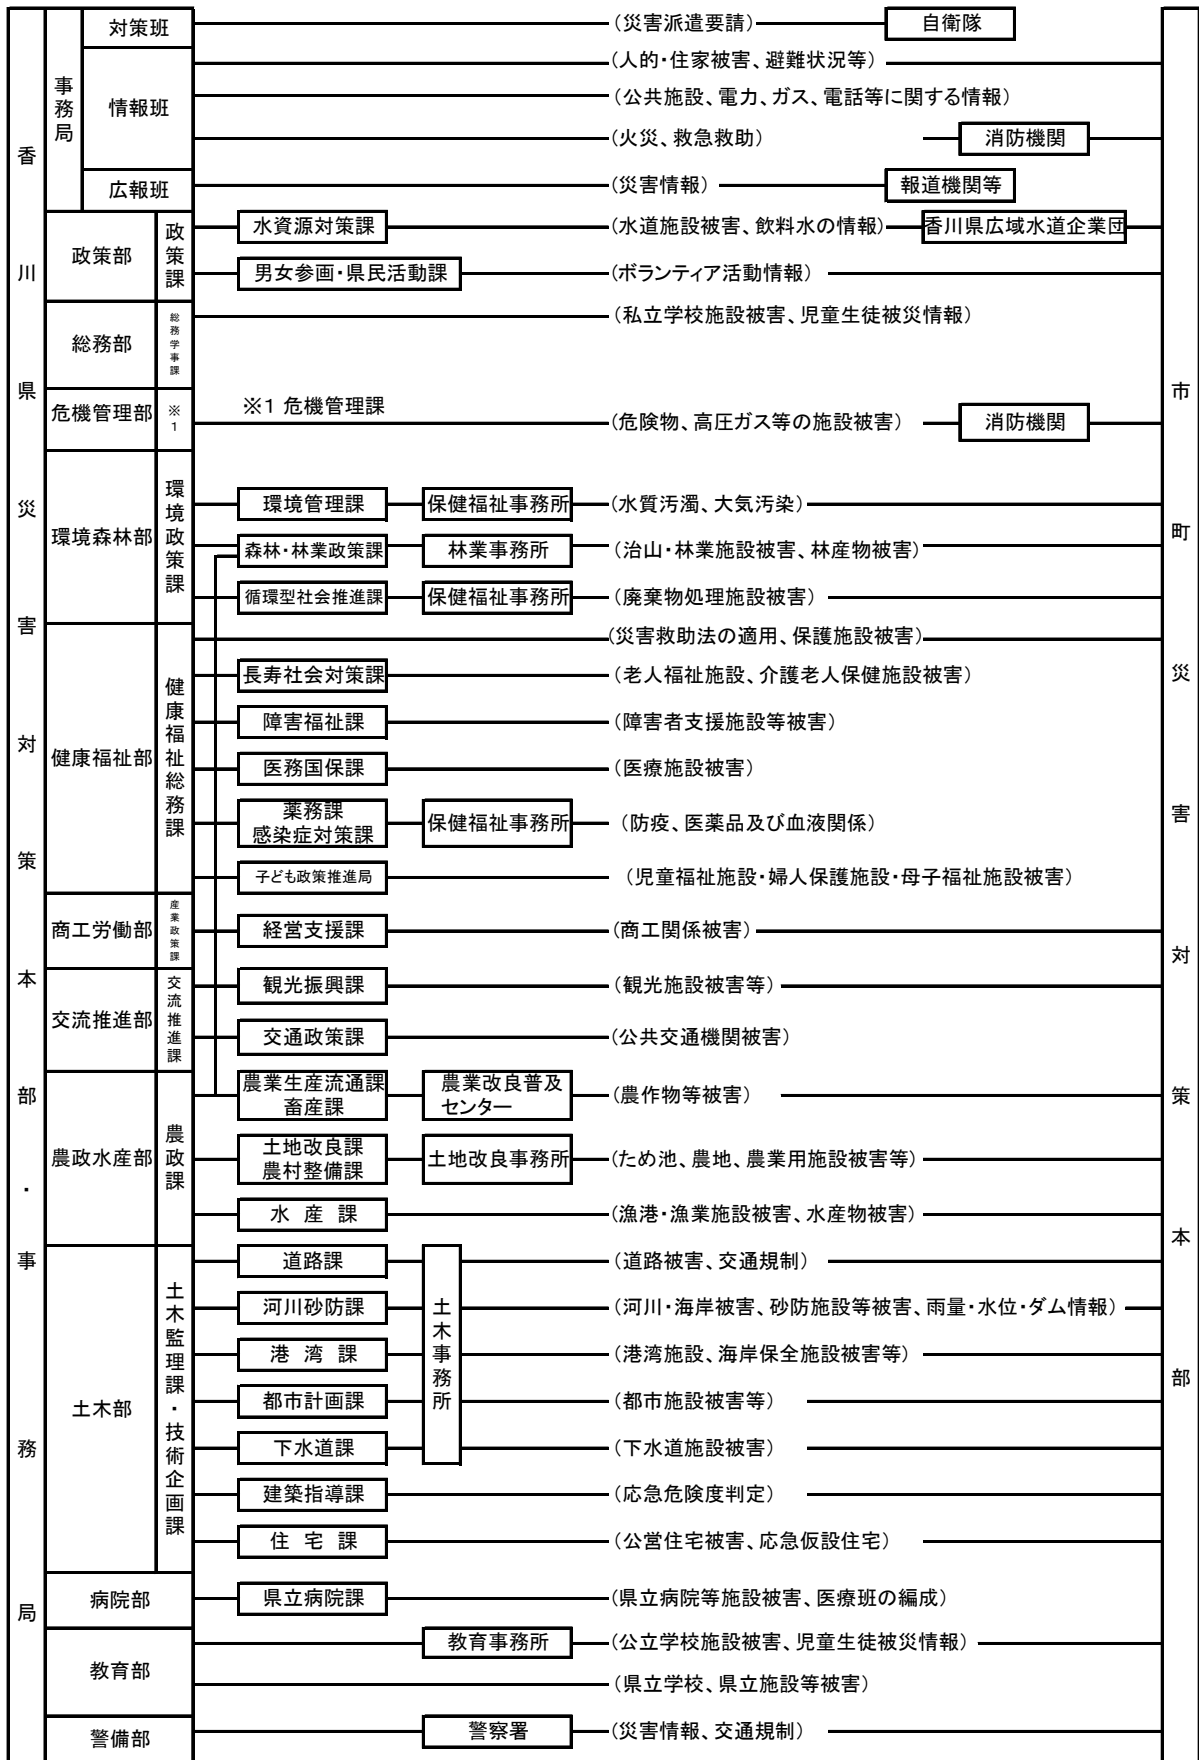 香川県災害対策本部・事務局
事務局
対策班
(災害派遣要請)
自衛隊
情報班
(人的・住家被害、避難状況等)
(公共施設、電力、ガス、電話等に関する情報)
(火災、救急救助)
消防機関
広報班
(災害情報)
報道機関等
政策部
政策課
水資源対策課
(水道施設被害、飲料水の情報)
香川県広域水道企業団
男女参画・県民活動課
(ボランティア活動情報)
総務部
総務学事課
(私立学校施設被害、児童生徒被災情報)
危機管理部
※1
※1 危機管理課
(危険物、高圧ガス等の施設被害)
消防機関
環境森林部
環境政策課
環境管理課
保健福祉事務所
(水質汚濁、大気汚染)
森林・林業政策課
林業事務所
(治山・林業施設被害、林産物被害)
循環型社会推進課
保健福祉事務所
(廃棄物処理施設被害)
健康福祉部
健康福祉総務課
(災害救助法の適用、保護施設被害)
長寿社会対策課
(老人福祉施設、介護老人保健施設被害)
障害福祉課
(障害者支援施設等被害)
医務国保課
(医療施設被害)
薬務課
感染症対策課
保健福祉事務所
(防疫、医薬品及び血液関係)
子ども政策推進局
(児童福祉施設・婦人保護施設・母子福祉施設被害)
商工労働部
産業政策課
経営支援課
(商工関係被害)
交流推進部
交流推進課
観光振興課
(観光施設被害等)
交通政策課
(公共交通機関被害)
農政水産部
農政課
農業生産流通課
畜産課
農業改良普及
センター
(農作物等被害)
土地改良課
農村整備課
土地改良事務所
(ため池、農地、農業用施設被害等)
水 産 課
(漁港・漁業施設被害、水産物被害)
土木部
土木監理課・技術企画課
道路課
土木事務所
(道路被害、交通規制)
河川砂防課
(河川・海岸被害、砂防施設等被害、雨量・水位・ダム情報)
港 湾 課
(港湾施設、海岸保全施設被害等)
都市計画課
(都市施設被害等)
下水道課
(下水道施設被害)
建築指導課
(応急危険度判定)
住 宅 課
(公営住宅被害、応急仮設住宅)
病院部
県立病院課
(県立病院等施設被害、医療班の編成)
教育部
教育事務所
(公立学校施設被害、児童生徒被災情報)
(県立学校、県立施設等被害)
警備部
警察署
(災害情報、交通規制)
市町災害対策本部